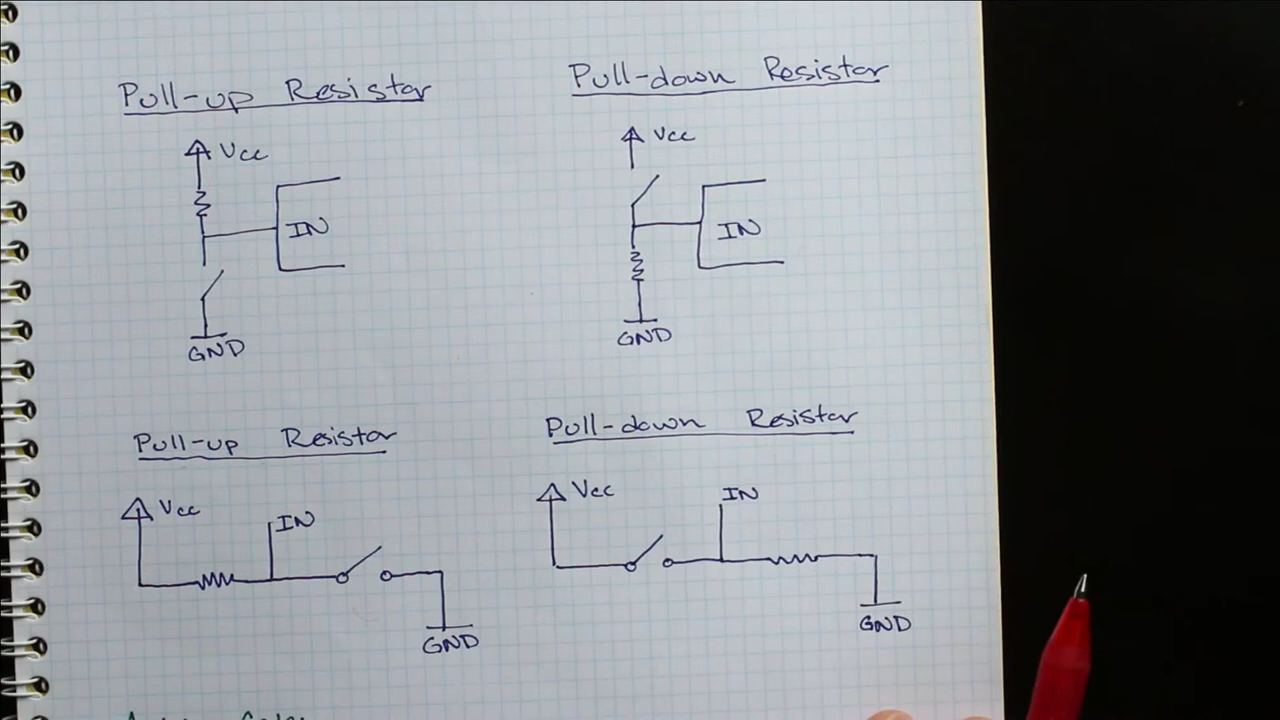 Pull-up Resistor
Vcc
IN
GND
Pull-down Resistor
Vcc
IN
GND
Pull-up Resistor
Vcc
IN
GND
Pull-down Resistor
Vcc
IN
GND